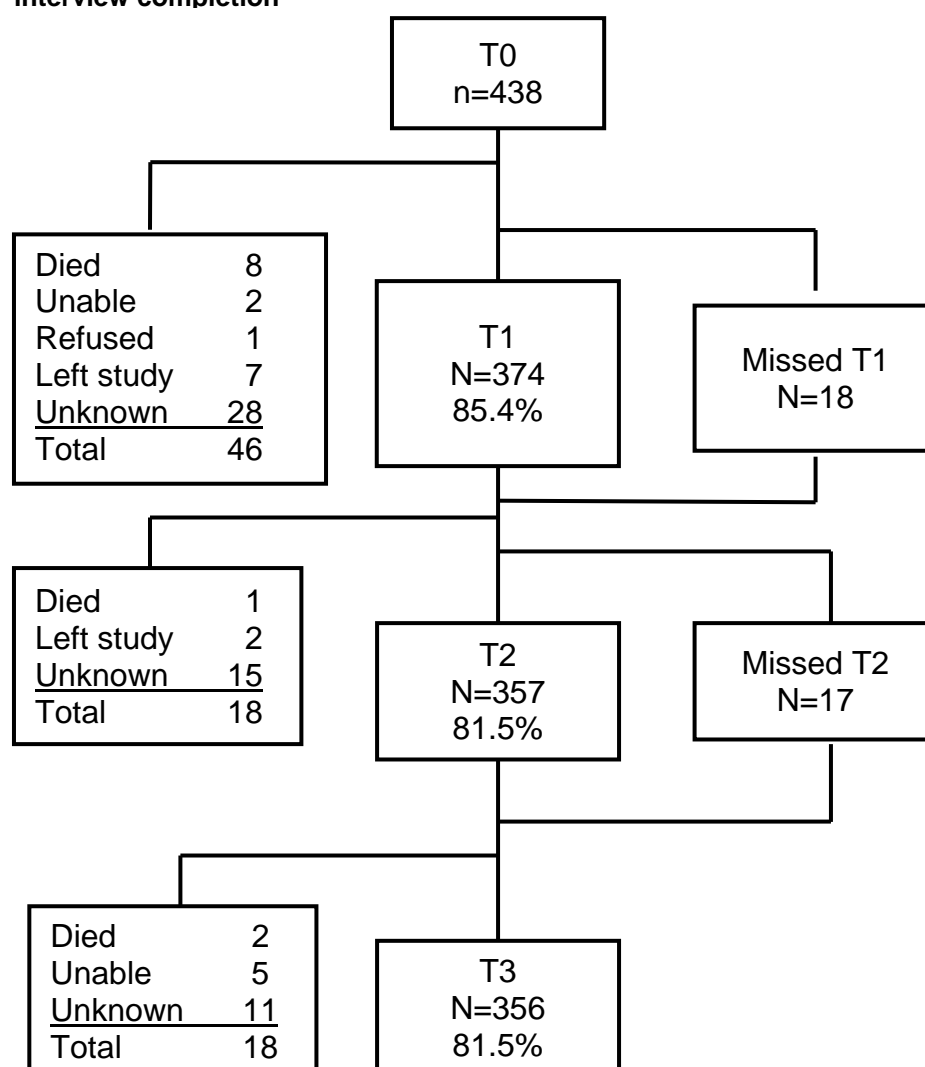 Interview completion
T0
n=438
Died 8
Unable 2
Refused 1
Left study 7
Unknown 28
Total 46
T1
N=374
85.4%
Missed T1
N=18
Died 1
Left study 2
Unknown 15
Total 18
T2
N=357
81.5%
Missed T2
N=17
Died 2
Unable 5
Unknown 11
Total 18
T3
N=356
81.5%